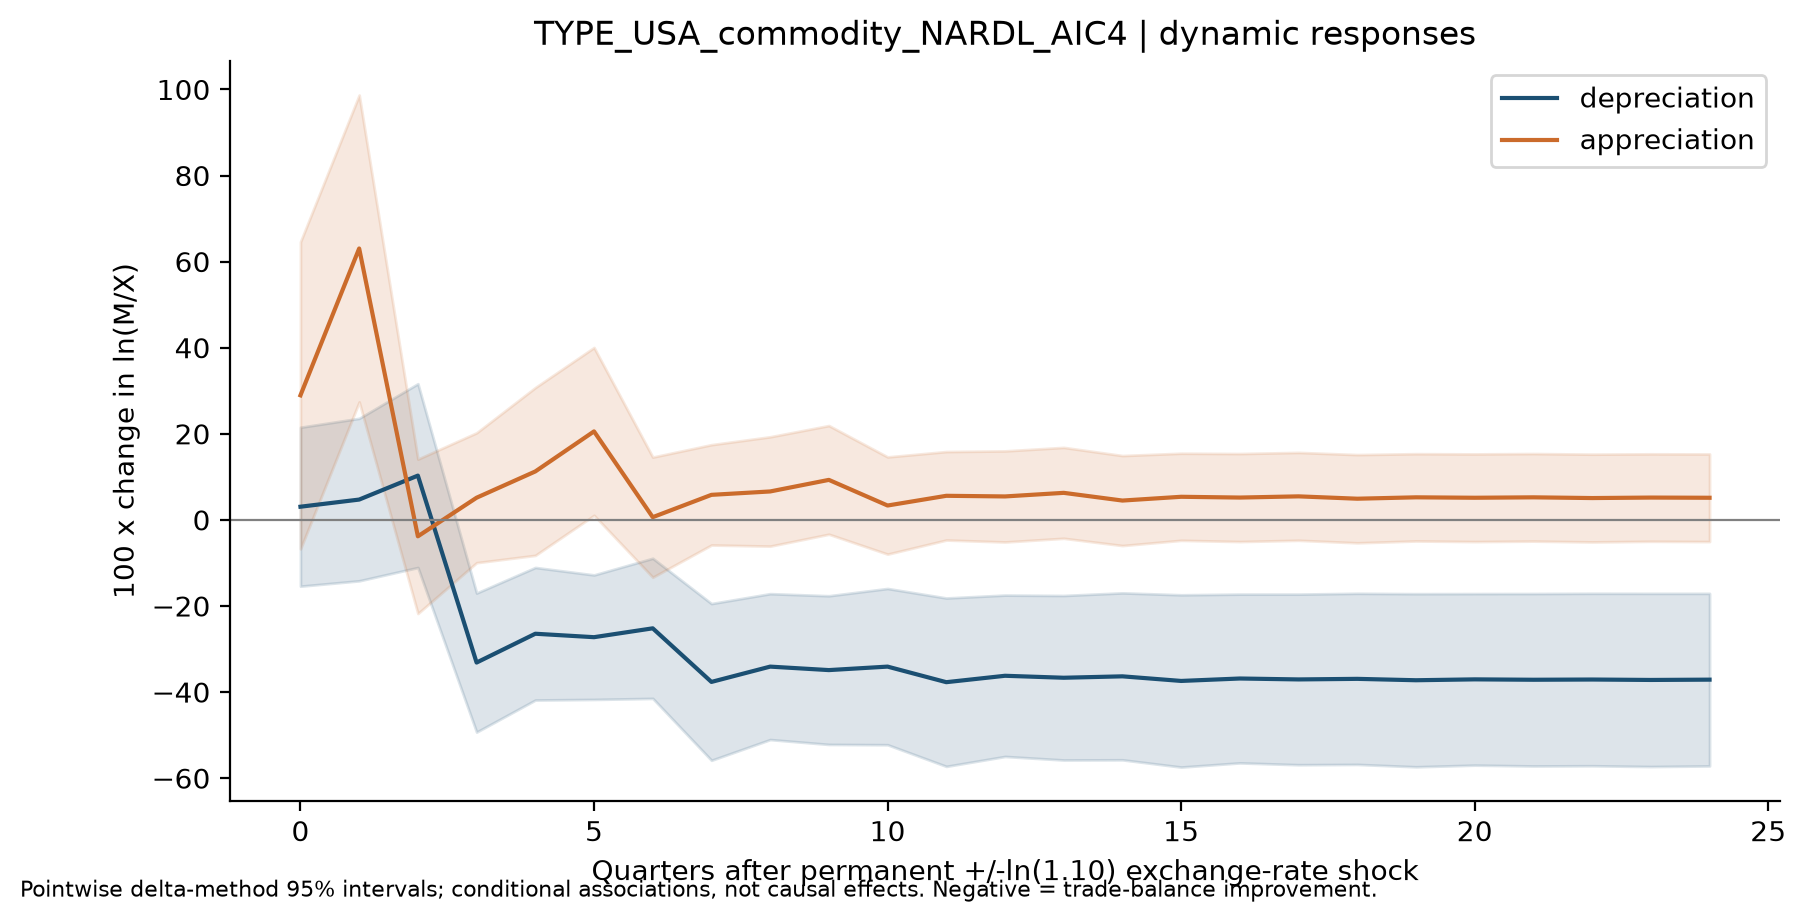 TYPE_USA_commodity_NARDL_AIC4 | dynamic responses
depreciation
appreciation
100 x change in ln(M/X)
100
80
60
40
20
0
−20
−40
−60
0
5
10
15
20
25
Quarters after permanent +/-ln(1.10) exchange-rate shock
Pointwise delta-method 95% intervals; conditional associations, not causal effects. Negative = trade-balance improvement.